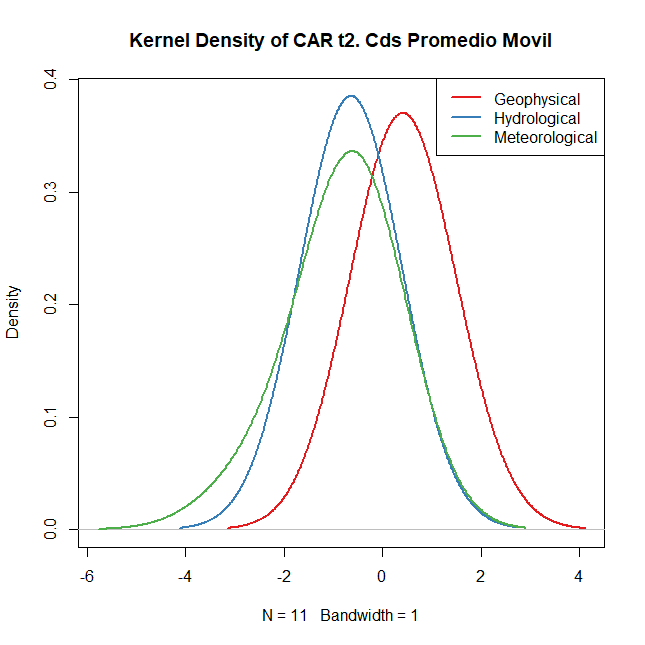 Kernel Density of CAR t2. Cds Promedio Movil
Geophysical
Hydrological
Meteorological
Density
0.4
0.3
0.2
0.1
0.0
-6 -4 -2 0 2 4
N = 11 Bandwidth = 1